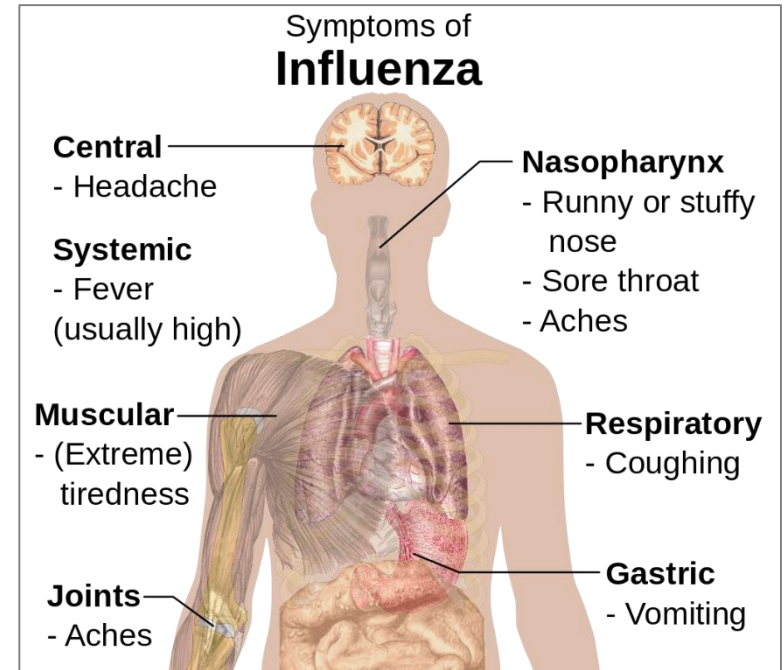 Symptoms of
Influenza
Central
- Headache
Systemic
- Fever
(usually high)
Muscular
- (Extreme)
tiredness
Joints
- Aches
Nasopharynx
- Runny or stuffy
nose
- Sore throat
- Aches
Respiratory
- Coughing
Gastric
- Vomiting